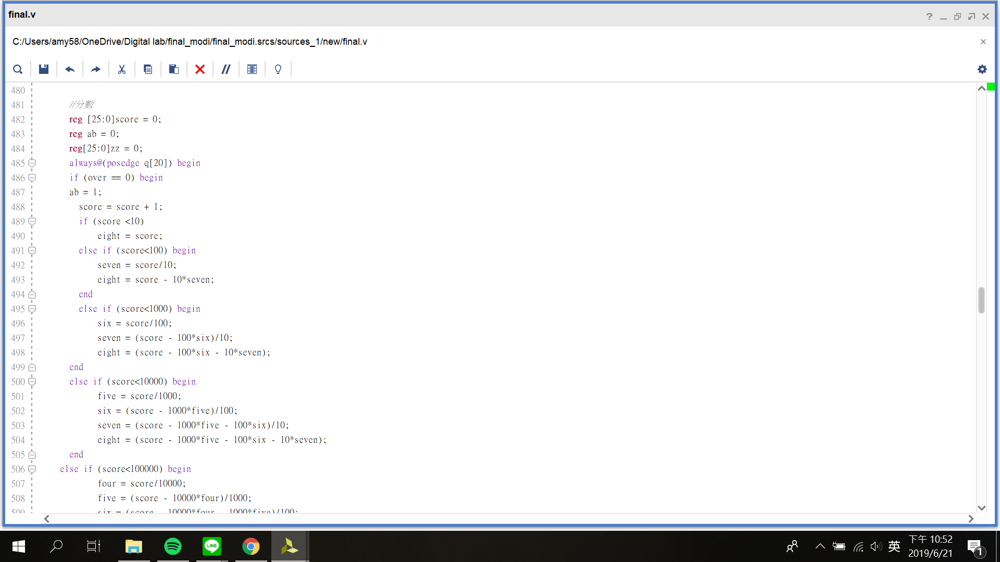 final.v
C:/Users/amy58/OneDrive/Digital lab/final_modi/final_modi.srcs/sources_1/new/final.v
480
481 //分數
482 reg [25:0]score = 0;
483 reg ab = 0;
484 reg[25:0]zz = 0;
485 always@(posedge q[20]) begin
486 if (over == 0) begin
487 ab = 1;
488 score = score + 1;
489 if (score <10)
490 eight = score;
491 else if (score<100) begin
492 seven = score/10;
493 eight = score - 10*seven;
494 end
495 else if (score<1000) begin
496 six = score/100;
497 seven = (score - 100*six)/10;
498 eight = (score - 100*six - 10*seven);
499 end
500 else if (score<10000) begin
501 five = score/1000;
502 six = (score - 1000*five)/100;
503 seven = (score - 1000*five - 100*six)/10;
504 eight = (score - 1000*five - 100*six - 10*seven);
505 end
506 else if (score<100000) begin
507 four = score/10000;
508 five = (score - 10000*four)/1000;
509 six = (score - 10000*four - 1000*five)/100;
LINE
英
下午 10:52
2019/6/21
1